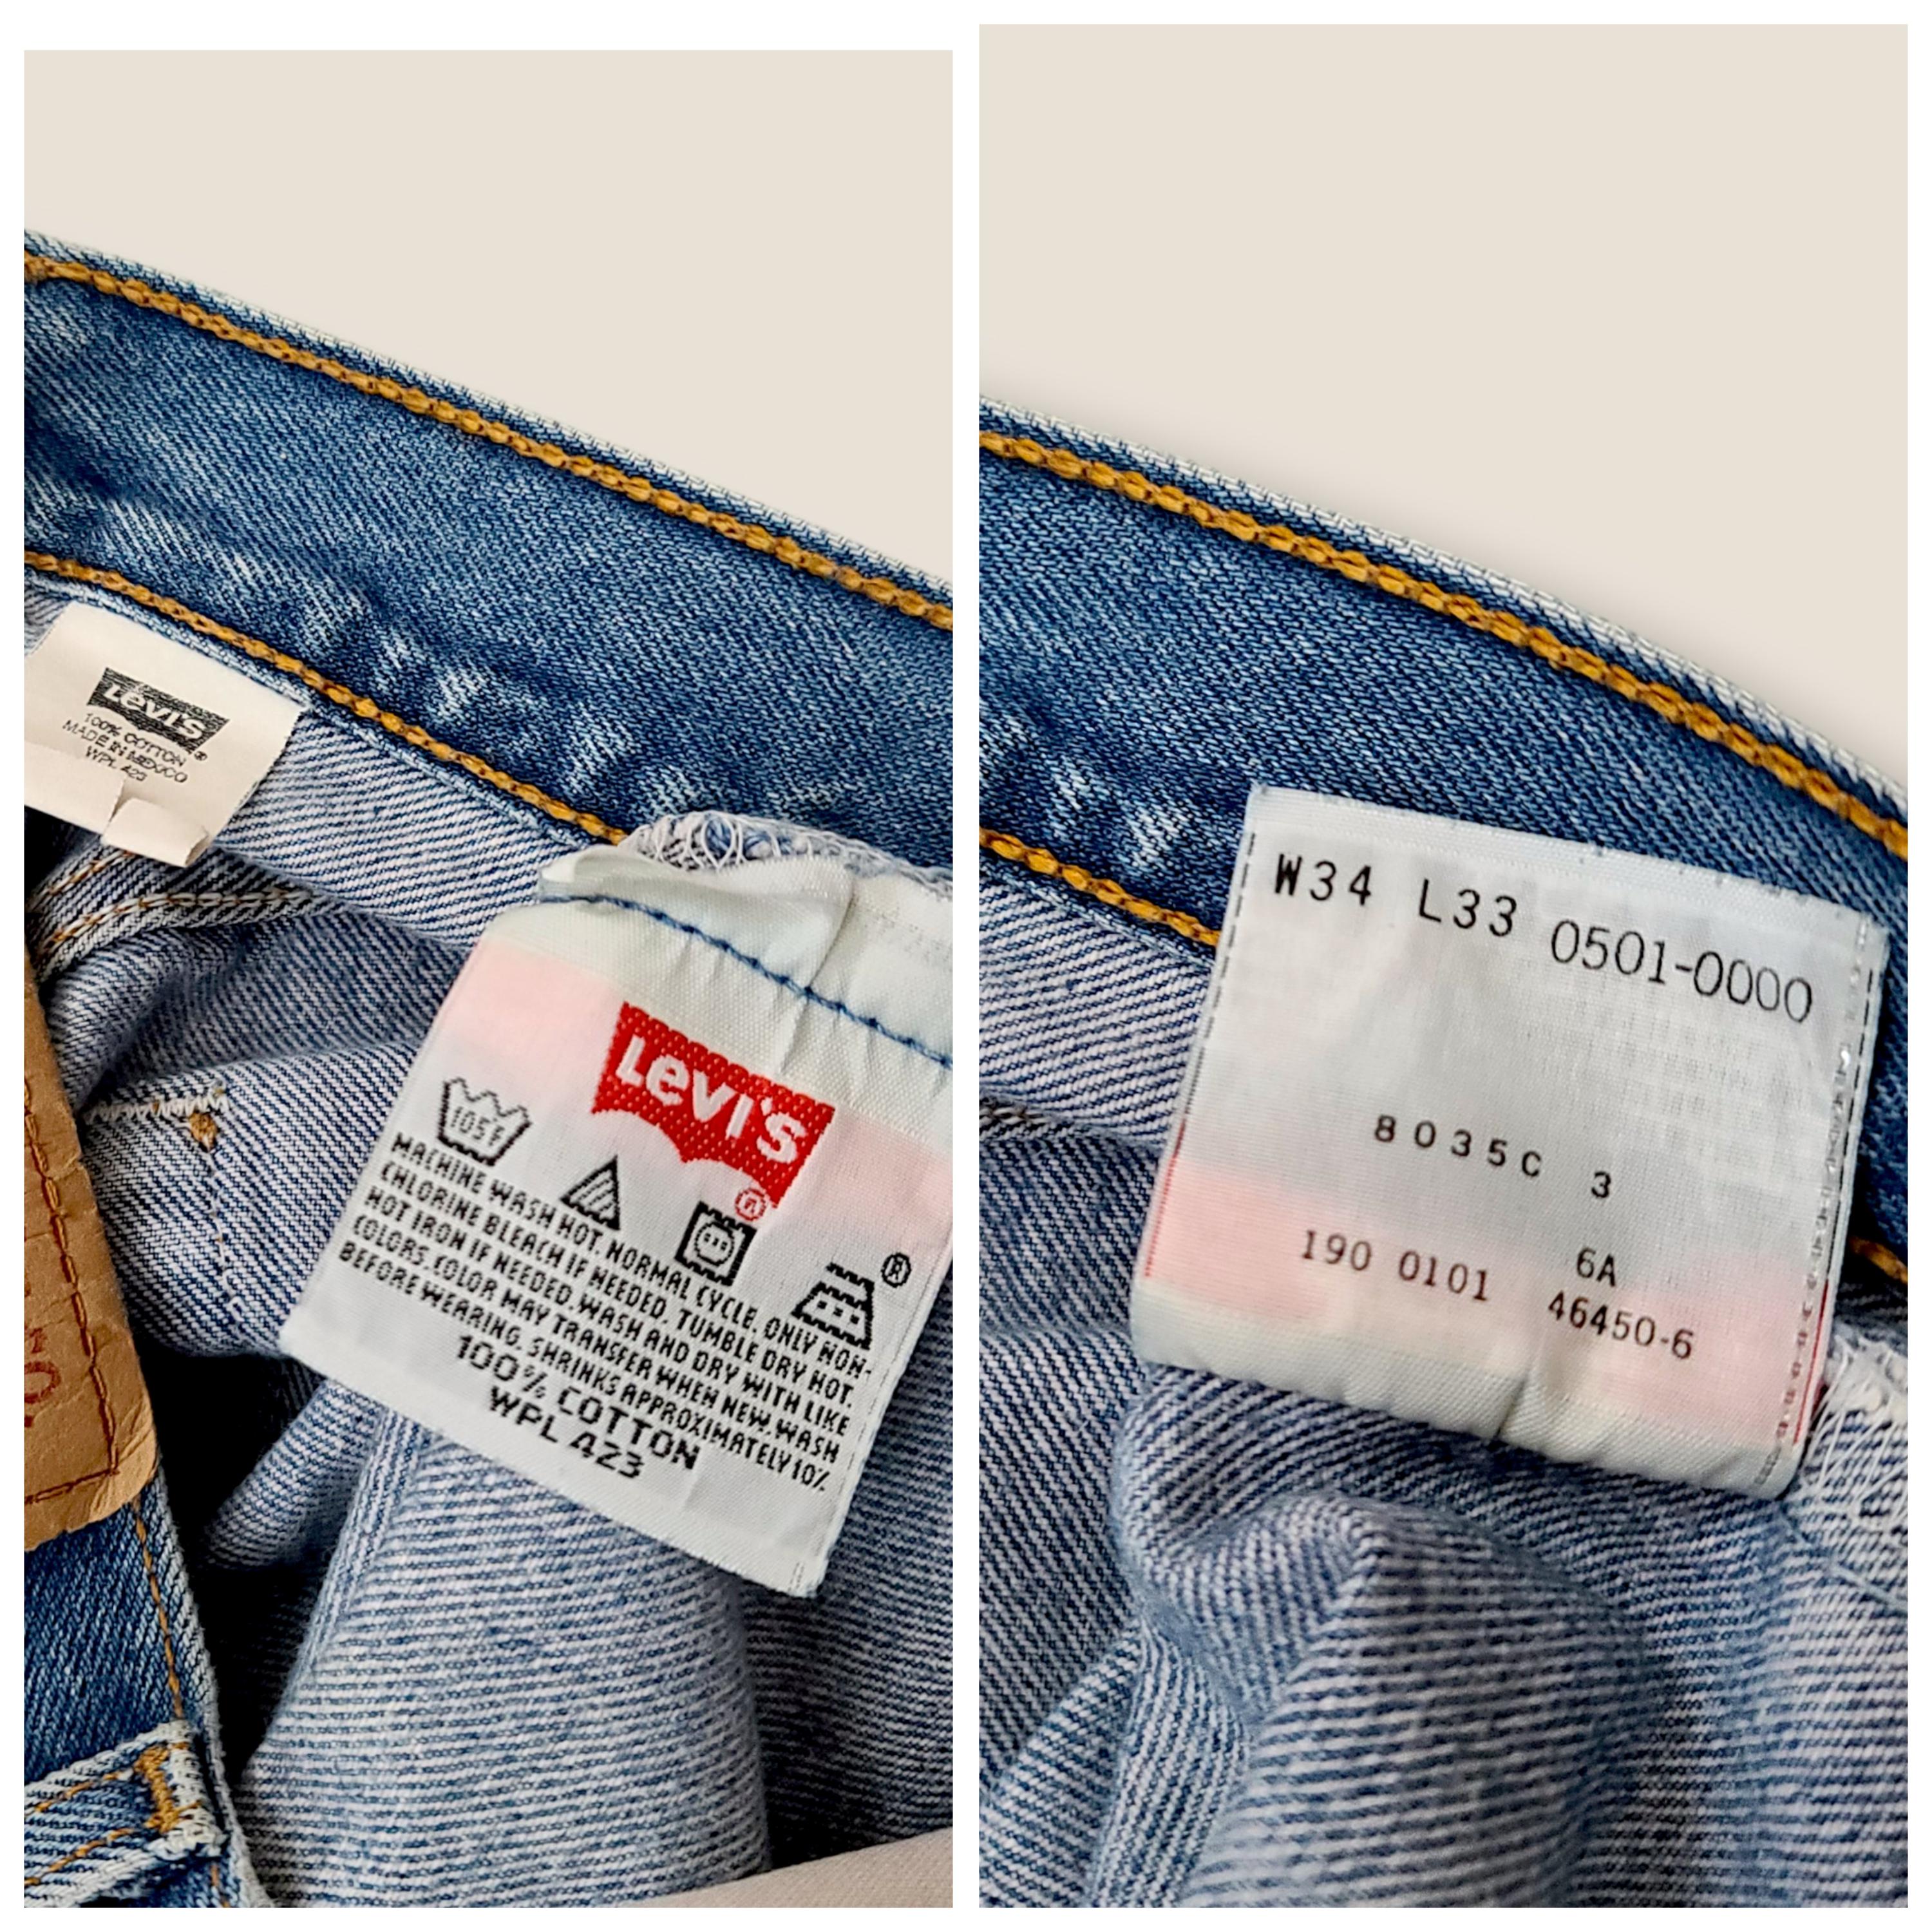 Levi's®
100% COTTON
MADE IN MEXICO
WPL 423
Levi's®
105°F
®
MACHINE WASH HOT. NORMAL CYCLE. ONLY NON-
CHLORINE BLEACH IF NEEDED. TUMBLE DRY HOT.
HOT IRON IF NEEDED. WASH AND DRY WITH LIKE
COLORS. COLOR MAY TRANSFER WHEN NEW. WASH
BEFORE WEARING. SHRINKS APPROXIMATELY 10%
100% COTTON
WPL 423
W34 L33 0501-0000
8035C 3
6A
190 0101 46450-6